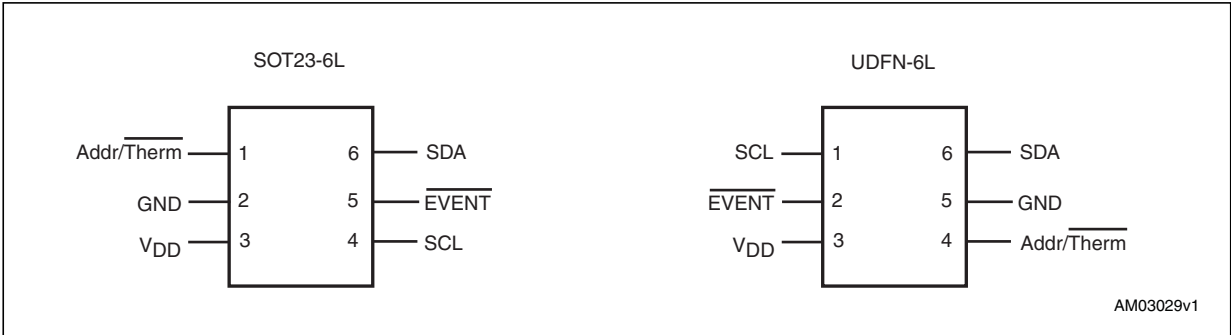 SOT23-6L
Addr/Therm 1 6 SDA
GND 2 5 EVENT
VDD 3 4 SCL
UDFN-6L
SCL 1 6 SDA
EVENT 2 5 GND
VDD 3 4 Addr/Therm
AM03029v1